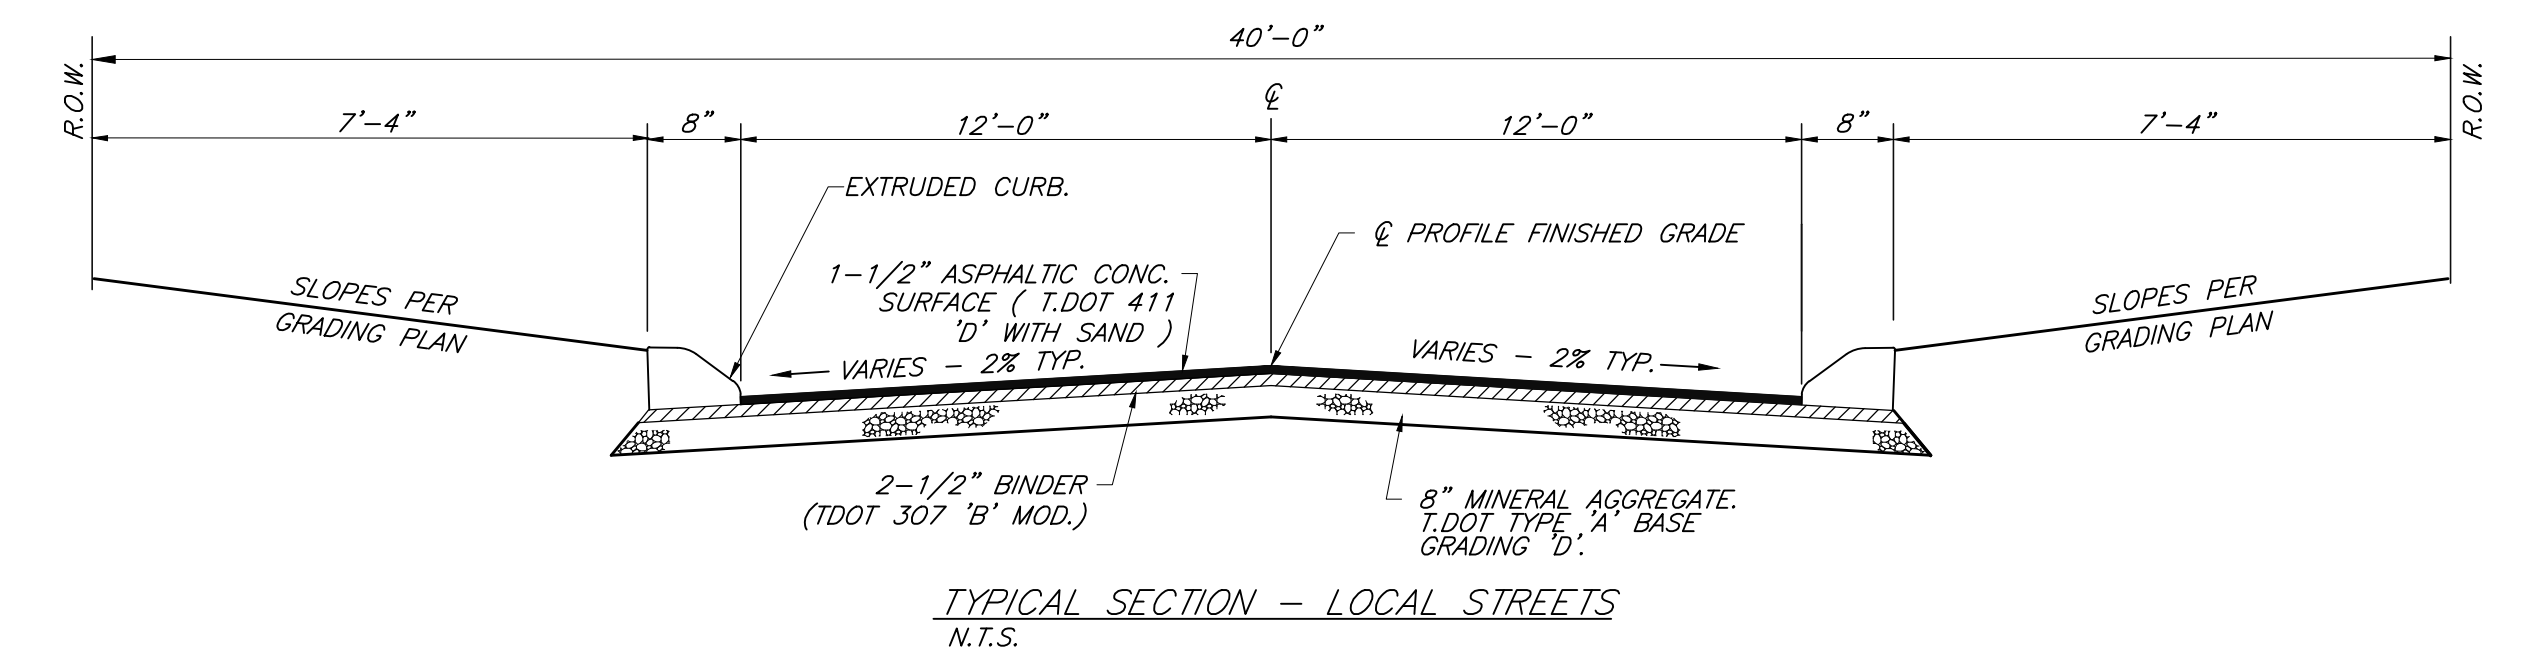 40'-0"
R.O.W.
R.O.W.
℄
7'-4"
8"
12'-0"
12'-0"
8"
7'-4"
EXTRUDED CURB.
℄ PROFILE FINISHED GRADE
1-1/2" ASPHALTIC CONC.
SURFACE ( T.DOT 411
'D' WITH SAND )
SLOPES PER
GRADING PLAN
SLOPES PER
GRADING PLAN
VARIES - 2% TYP.
VARIES - 2% TYP.
2-1/2" BINDER
(TDOT 307 'B' MOD.)
8" MINERAL AGGREGATE.
T.DOT TYPE 'A' BASE
GRADING 'D'.
TYPICAL SECTION - LOCAL STREETS
N.T.S.